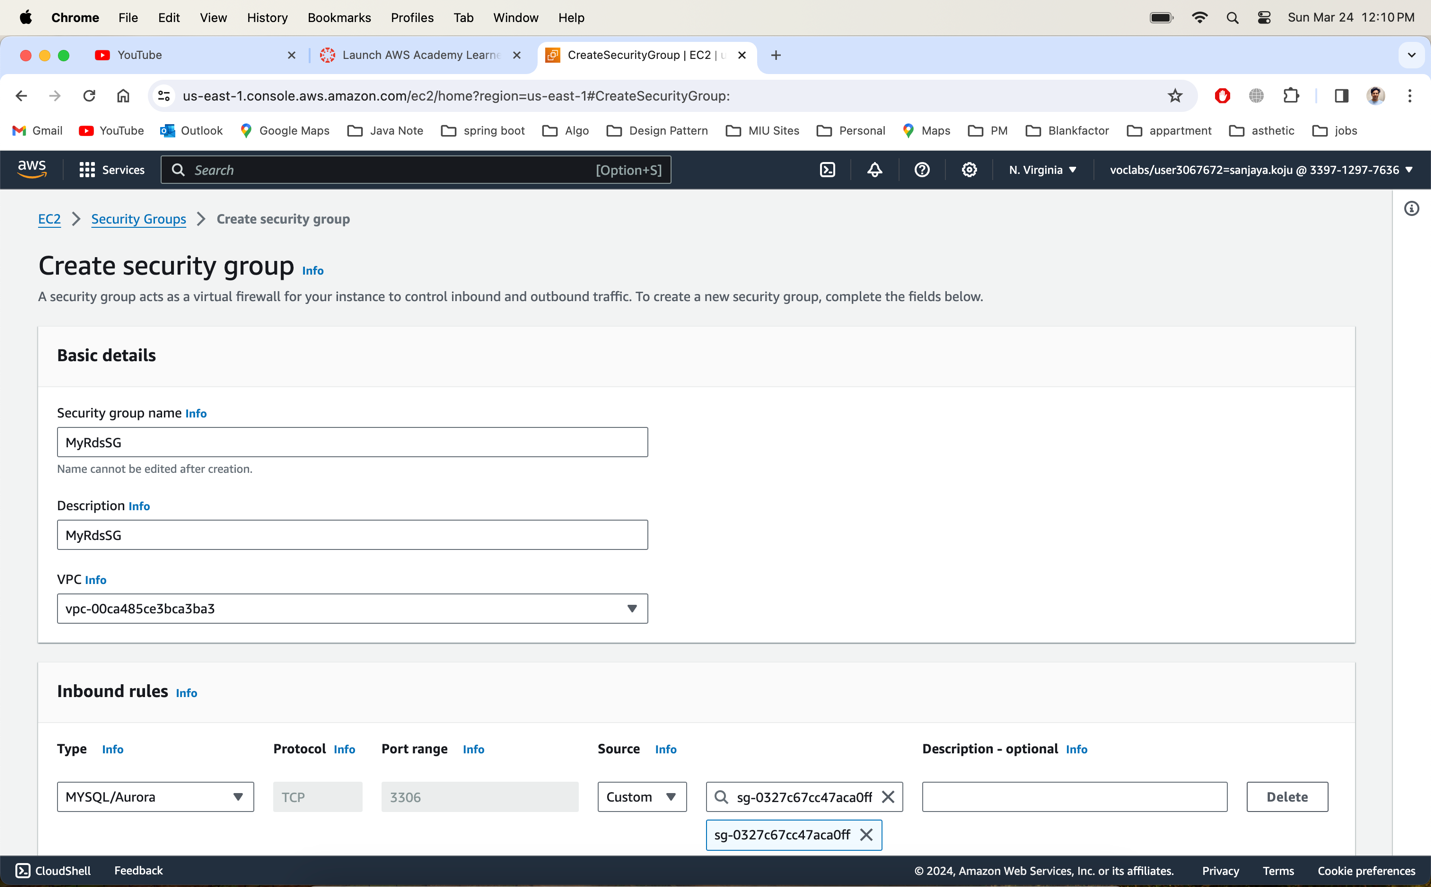 Chrome File Edit View History Bookmarks Profiles Tab Window Help Sun Mar 24 12:10 PM
YouTube Launch AWS Academy Learne CreateSecurityGroup | EC2 | u
us-east-1.console.aws.amazon.com/ec2/home?region=us-east-1#CreateSecurityGroup:
Gmail YouTube Outlook Google Maps Java Note spring boot Algo Design Pattern MIU Sites Personal Maps PM Blankfactor appartment asthetic jobs
aws Services Search [Option+S] N. Virginia voclabs/user3067672=sanjaya.koju @ 3397-1297-7636
EC2 Security Groups Create security group
Create security group Info
A security group acts as a virtual firewall for your instance to control inbound and outbound traffic. To create a new security group, complete the fields below.
Basic details
Security group name Info
MyRdsSG
Name cannot be edited after creation.
Description Info
MyRdsSG
VPC Info
vpc-00ca485ce3bca3ba3
Inbound rules Info
Type Info Protocol Info Port range Info Source Info Description - optional Info
MYSQL/Aurora TCP 3306 Custom sg-0327c67cc47aca0ff Delete
sg-0327c67cc47aca0ff
CloudShell Feedback © 2024, Amazon Web Services, Inc. or its affiliates. Privacy Terms Cookie preferences